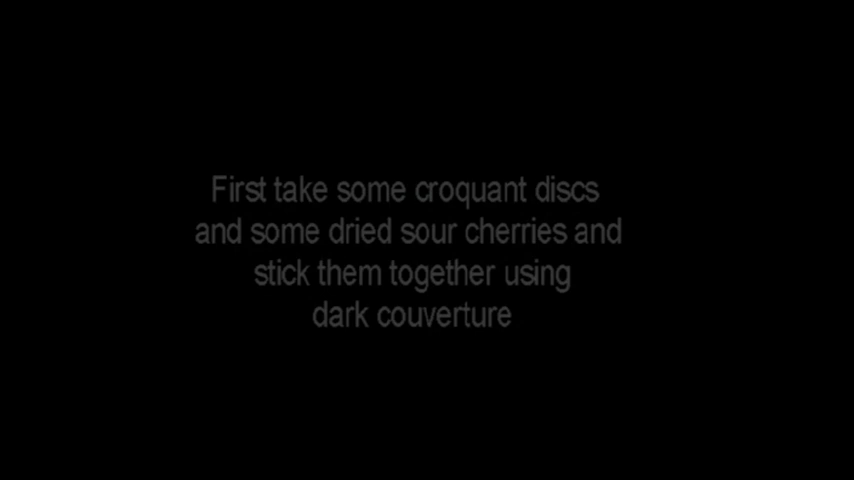 First take some croquant discs
and some dried sour cherries and
stick them together using
dark couverture